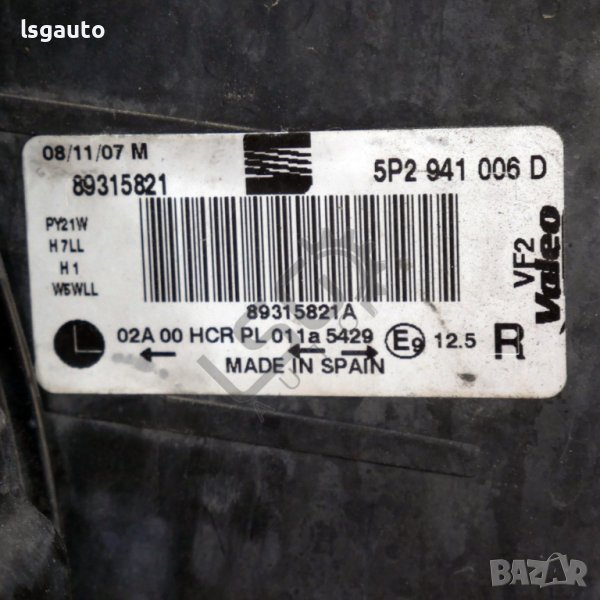 lsgauto
08/11/07 M
89315821
5P2 941 006 D
PY21W
H7LL
H1
W5WLL
89315821A
VF2
Valeo
02A 00 HCR PL 011a 5429 E9 12.5 R
MADE IN SPAIN
BAZAR